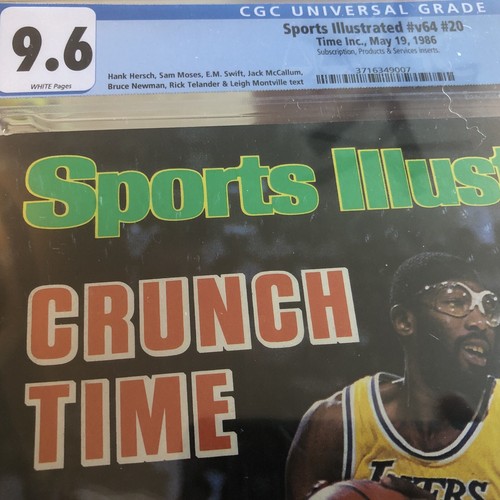 CGC UNIVERSAL GRADE
9.6
WHITE Pages
Sports Illustrated #v64 #20
Time Inc., May 19, 1986
Subscription, Products & Services inserts.
3716349007
Hank Hersch, Sam Moses, E.M. Swift, Jack McCallum,
Bruce Newman, Rick Telander & Leigh Montville text
Sports Illust
CRUNCH
TIME
LAKERS